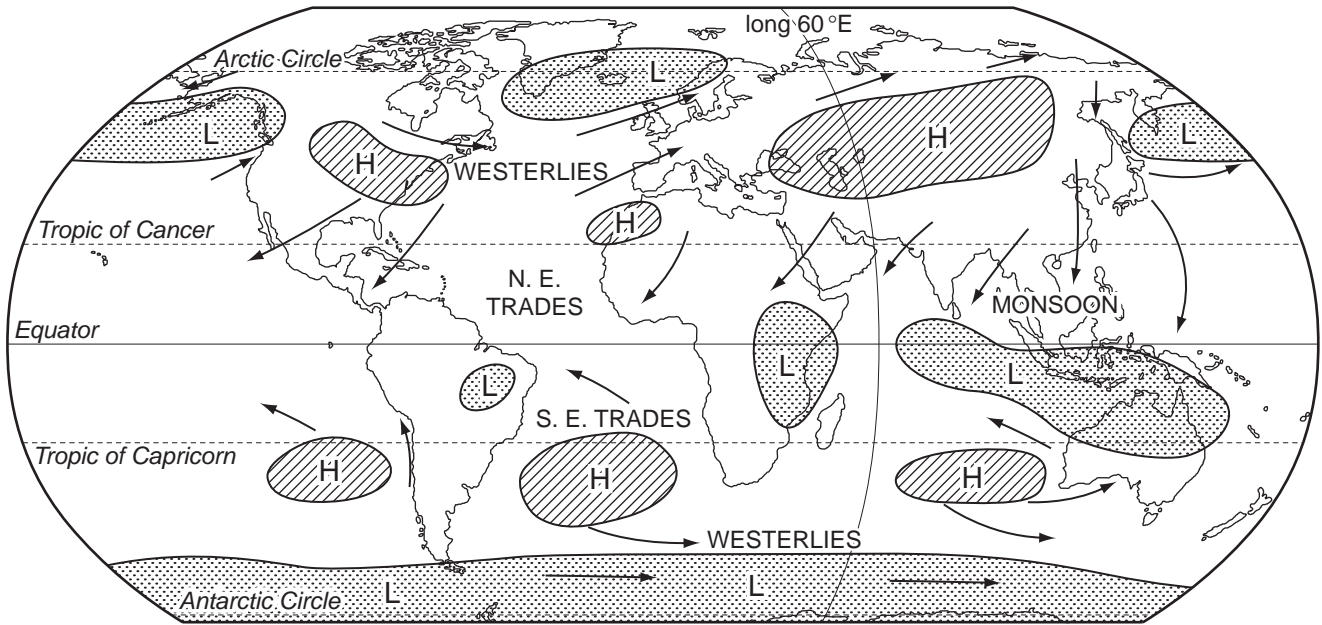 long 60 °E
Arctic Circle
L
L
L
H
H
WESTERLIES
H
Tropic of Cancer
N. E.
TRADES
MONSOON
Equator
L
L
L
S. E. TRADES
Tropic of Capricorn
H
H
H
WESTERLIES
L
L
Antarctic Circle